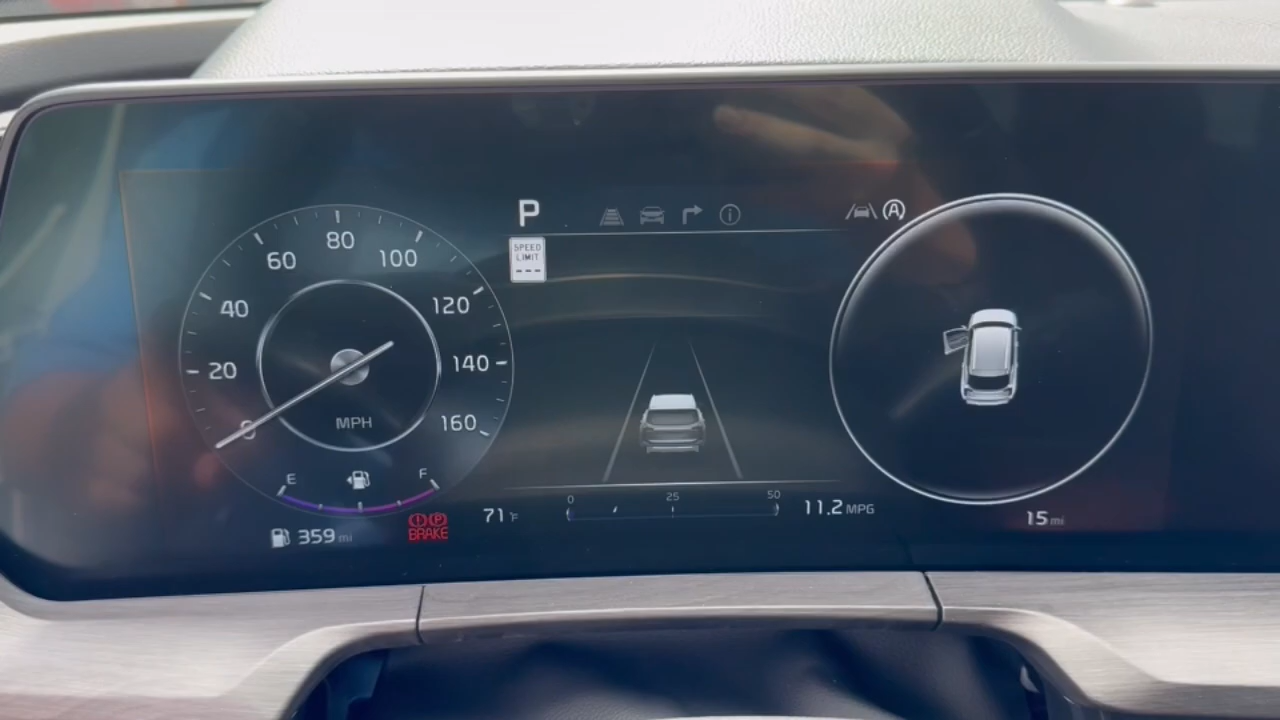 P
A
SPEED
LIMIT
---
0
20
40
60
80
100
120
140
160
MPH
E
F
359 mi
P
BRAKE
71°F
0
25
50
11.2 MPG
15 mi